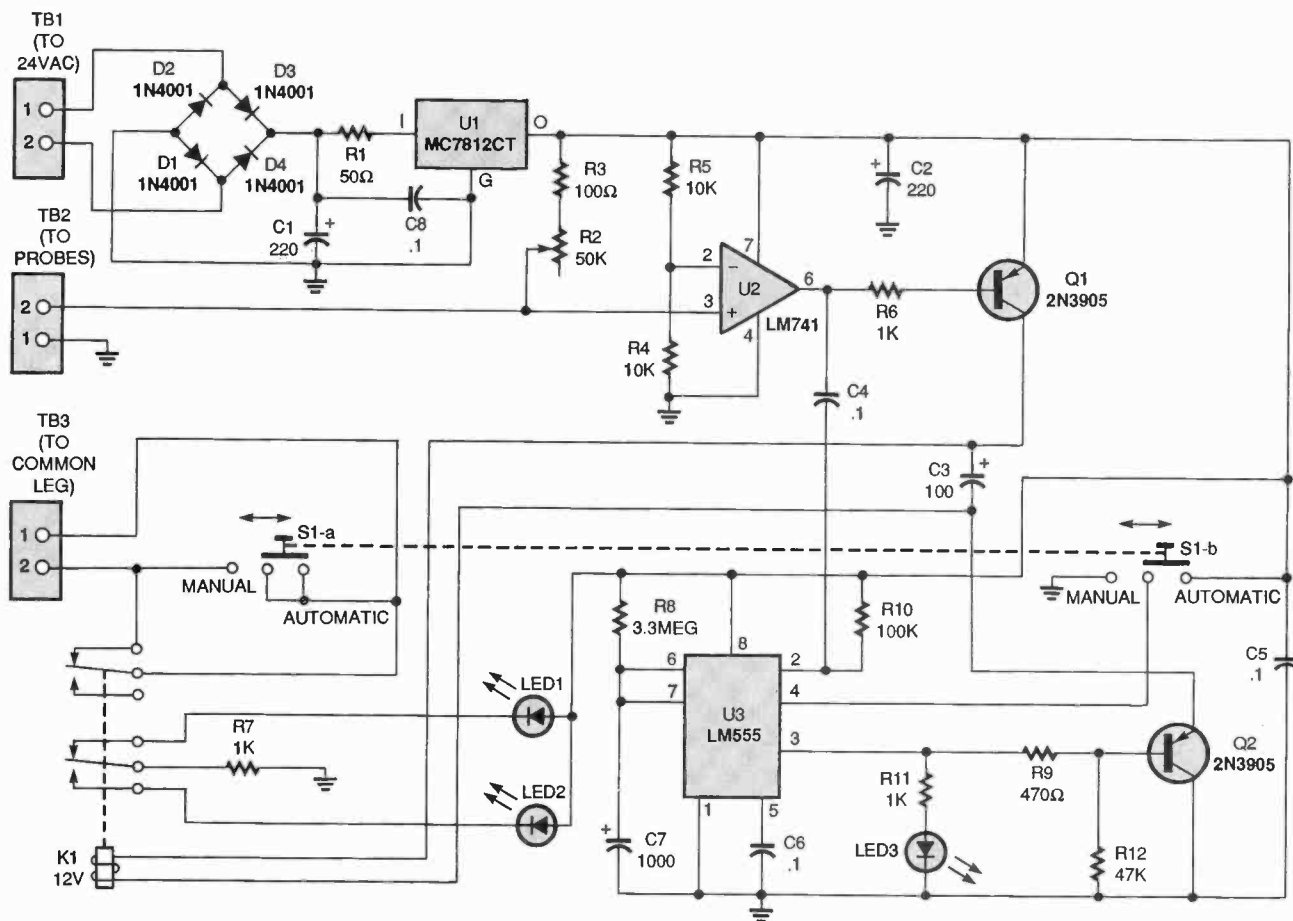 TB1
(TO
24VAC)
1
2
D2
1N4001
D3
1N4001
D1
1N4001
D4
1N4001
R1
50Ω
I
U1
MC7812CT
O
G
C1
220
+
C8
.1
R3
100Ω
R2
50K
R5
10K
C2
220
+
TB2
(TO
PROBES)
2
1
2
3
−
+
7
U2
6
4
LM741
R4
10K
R6
1K
Q1
2N3905
C4
.1
C3
100
+
TB3
(TO
COMMON
LEG)
1
2
S1-a
MANUAL
AUTOMATIC
S1-b
MANUAL
AUTOMATIC
R8
3.3MEG
R10
100K
C5
.1
8
6
7
2
4
3
1
5
U3
LM555
LED1
R7
1K
LED2
R11
1K
R9
470Ω
Q2
2N3905
C7
1000
+
C6
.1
LED3
R12
47K
K1
12V